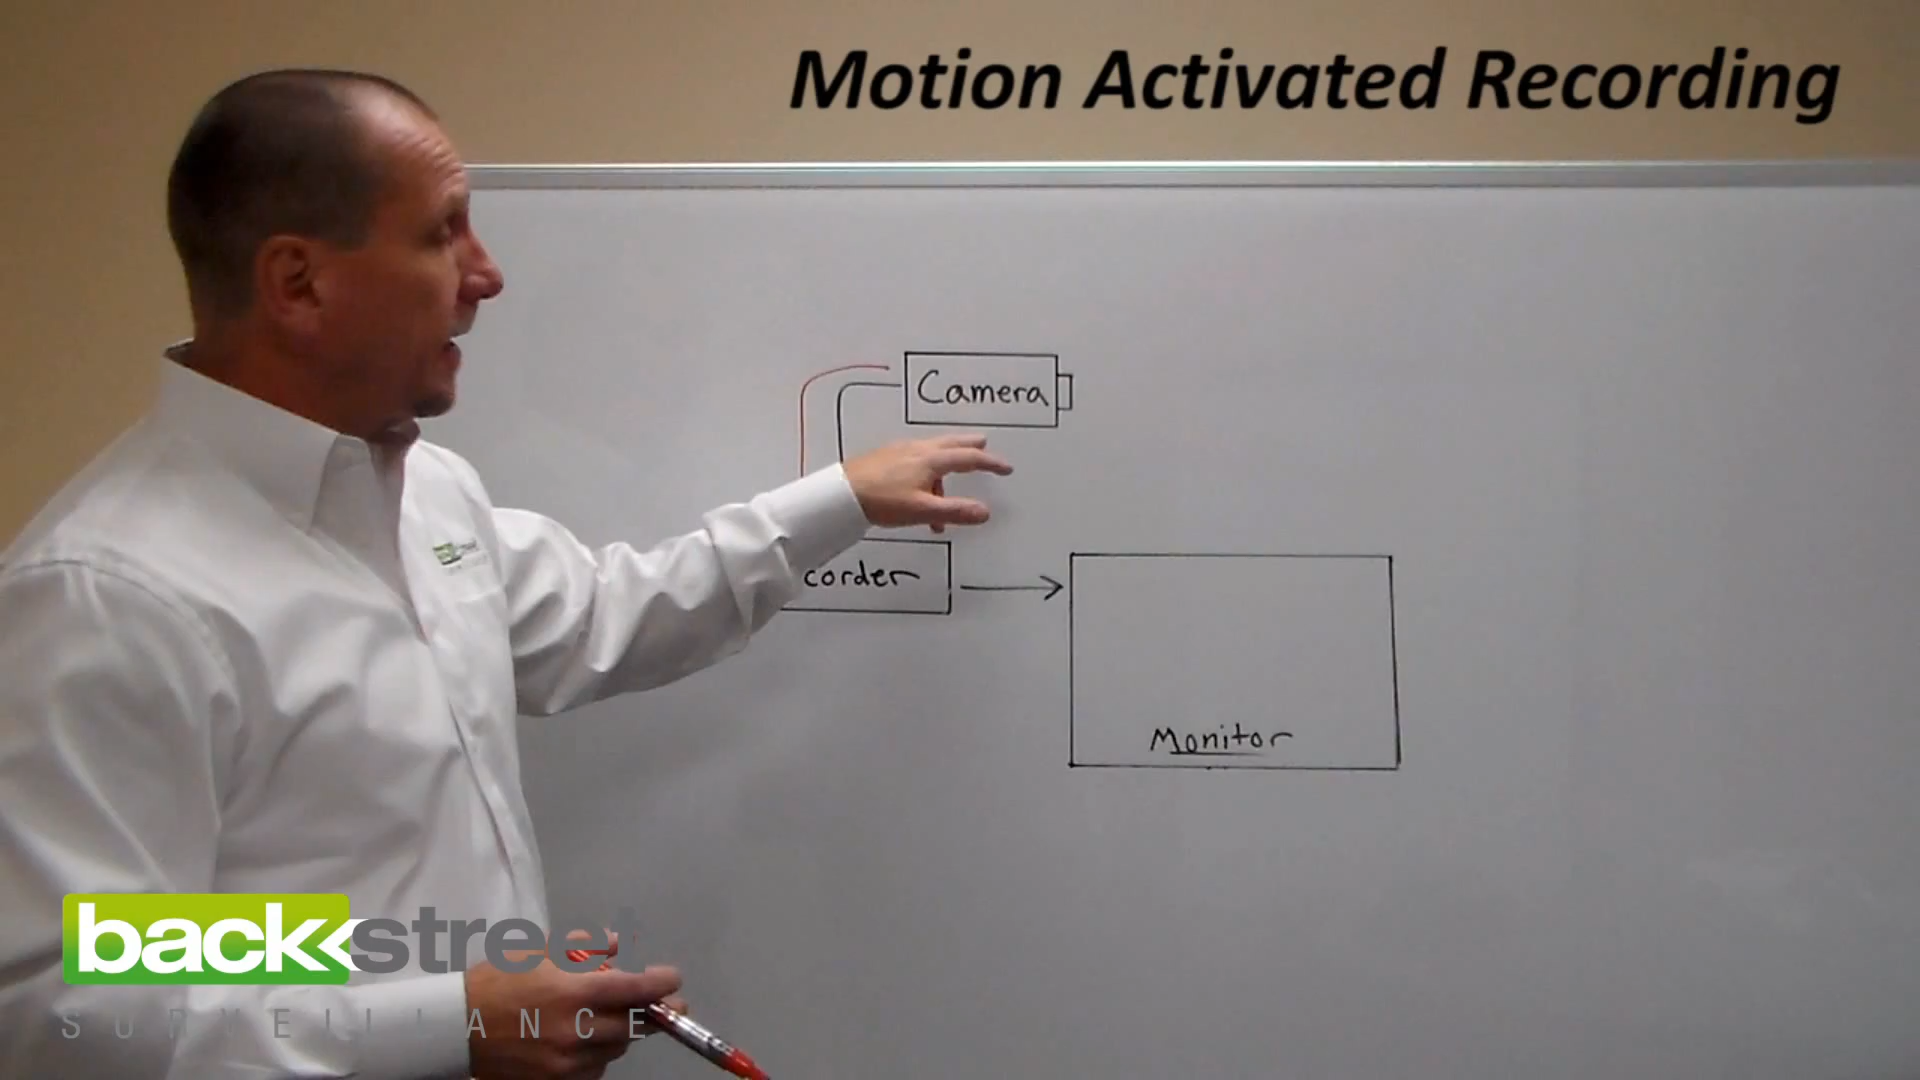 Motion Activated Recording
Camera
corder
Monitor
backstreet
SURVEILLANCE